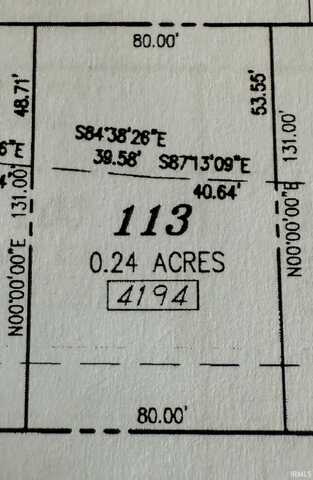 80.00'
48.71'
53.55'
S84°38'26"E
39.58'
S87°13'09"E
40.64'
131.00'
N00°00'00"E
131.00'
N00°00'00"E
113
0.24 ACRES
4194
80.00'
IRMLS